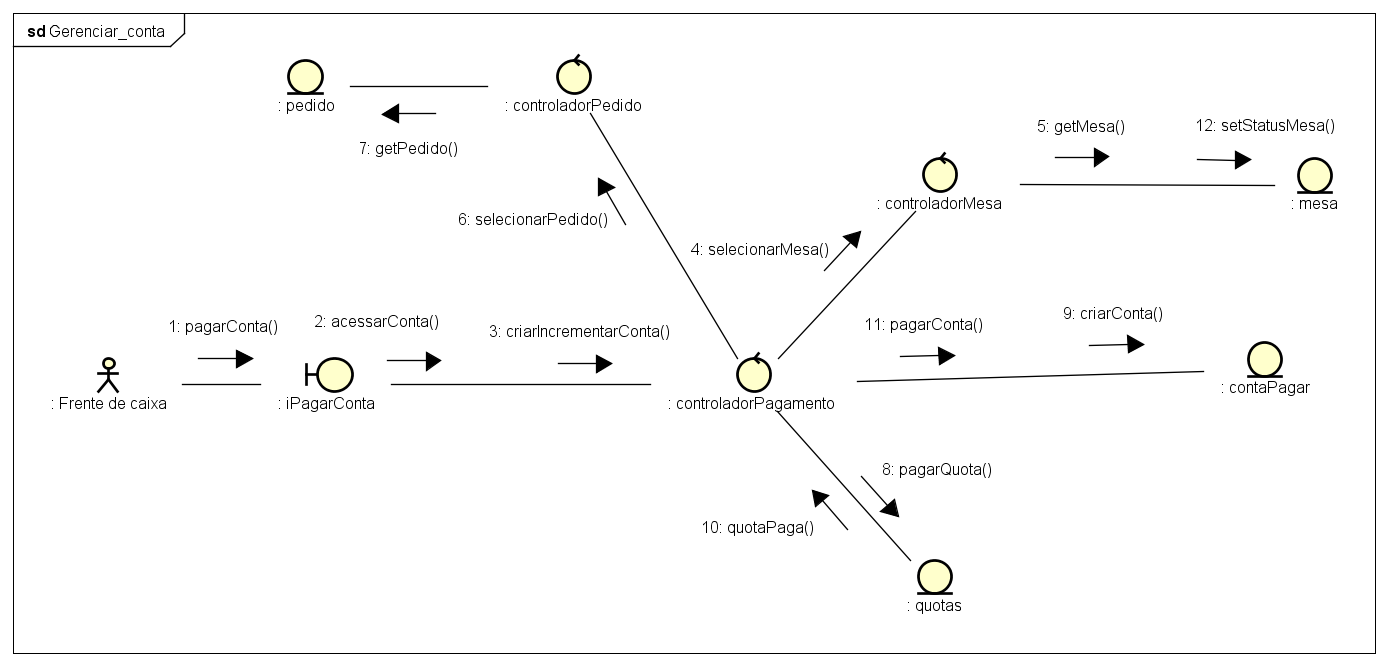 sd Gerenciar_conta
: pedido
: controladorPedido
7: getPedido()
5: getMesa()
12: setStatusMesa()
: controladorMesa
: mesa
6: selecionarPedido()
4: selecionarMesa()
1: pagarConta()
2: acessarConta()
3: criarIncrementarConta()
11: pagarConta()
9: criarConta()
: Frente de caixa
: iPagarConta
: controladorPagamento
: contaPagar
8: pagarQuota()
10: quotaPaga()
: quotas